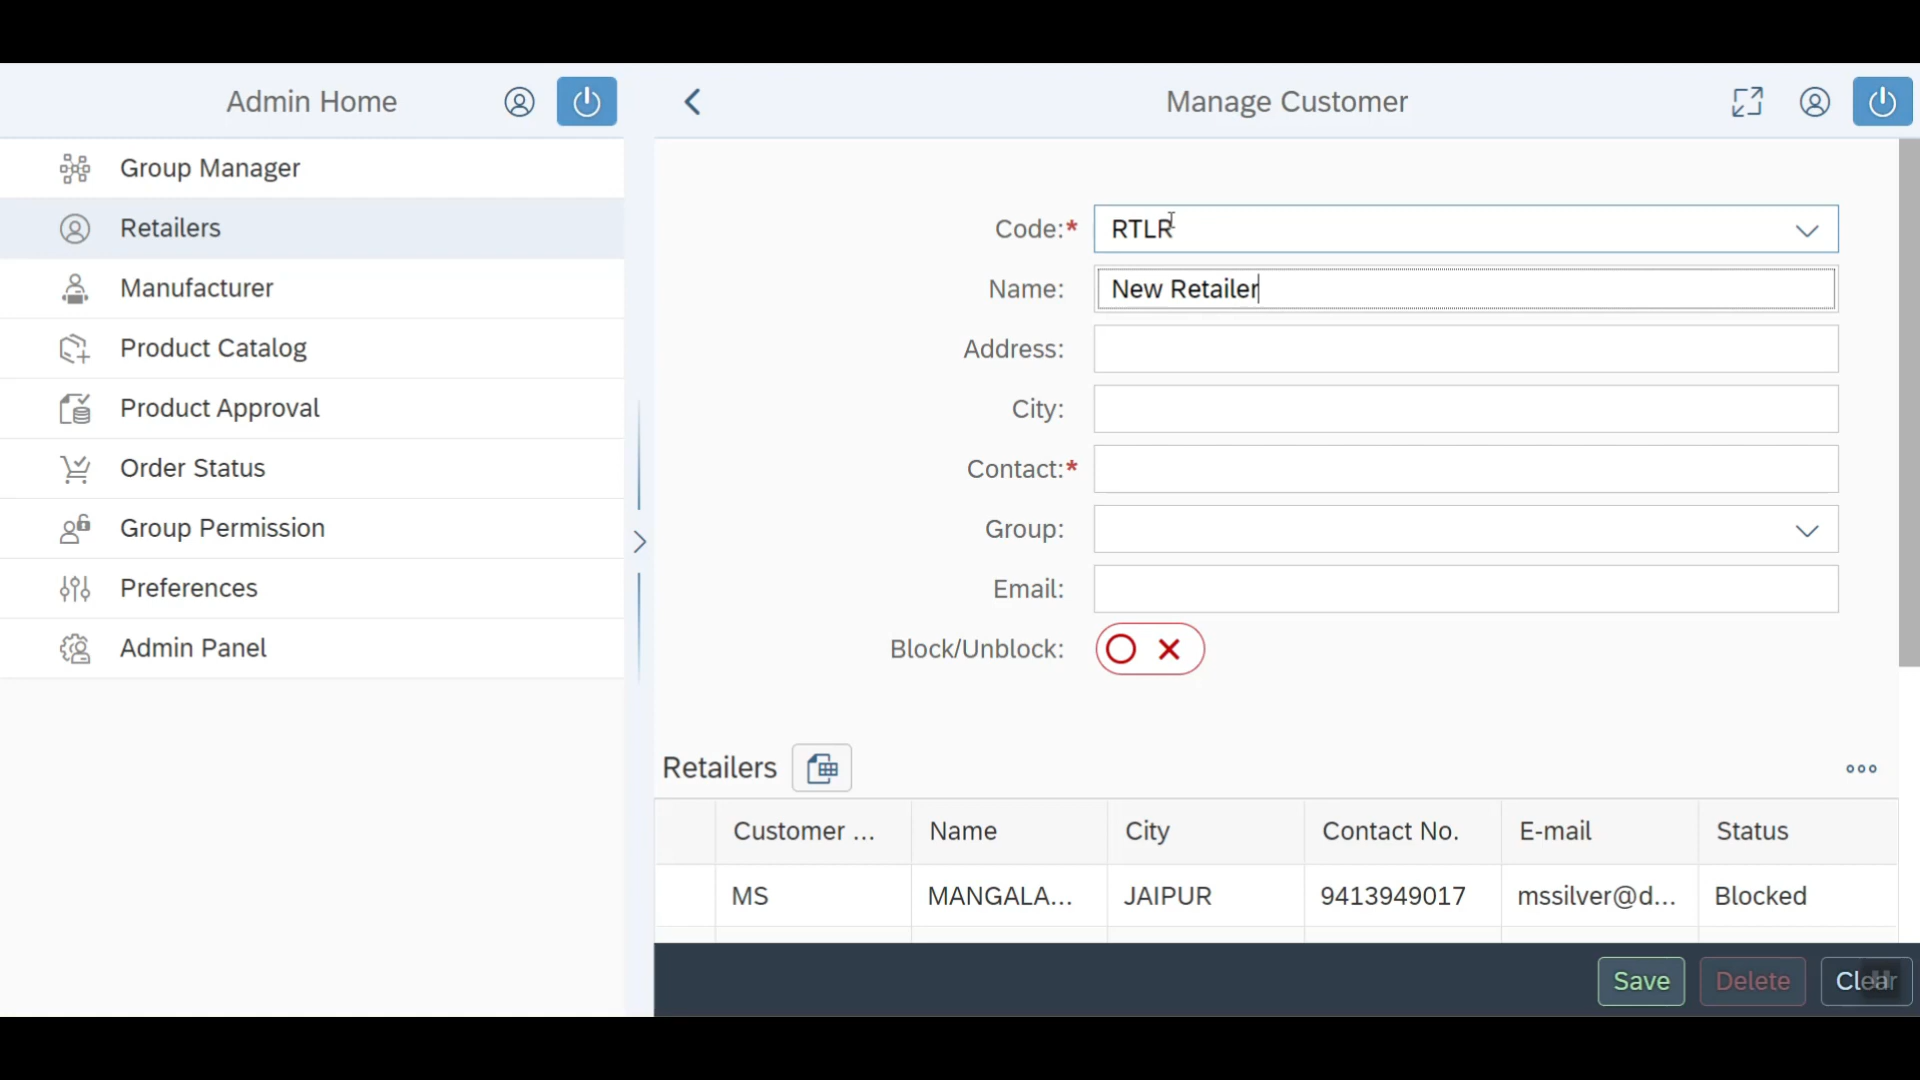 Admin Home
Manage Customer
Group Manager
Retailers
Manufacturer
Product Catalog
Product Approval
Order Status
Group Permission
Preferences
Admin Panel
Code:* RTLR
Name: New Retailer
Address:
City:
Contact:*
Group:
Email:
Block/Unblock:
Retailers
Customer ... Name City Contact No. E-mail Status
MS MANGALA... JAIPUR 9413949017 mssilver@d... Blocked
Save Delete Clear